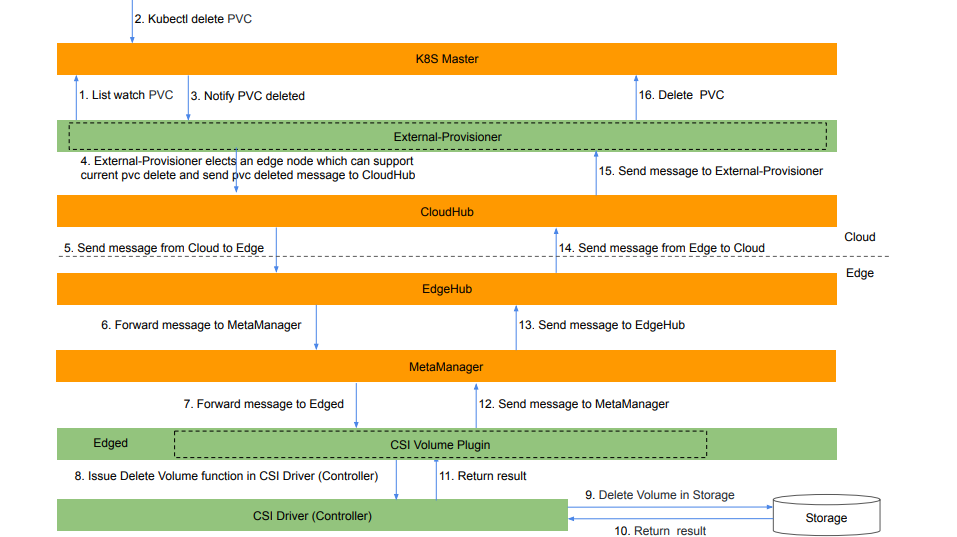 2. Kubectl delete PVC
K8S Master
1. List watch PVC
3. Notify PVC deleted
16. Delete PVC
External-Provisioner
4. External-Provisioner elects an edge node which can support
current pvc delete and send pvc deleted message to CloudHub
15. Send message to External-Provisioner
CloudHub
Cloud
5. Send message from Cloud to Edge
14. Send message from Edge to Cloud
Edge
EdgeHub
6. Forward message to MetaManager
13. Send message to EdgeHub
MetaManager
7. Forward message to Edged
12. Send message to MetaManager
Edged
CSI Volume Plugin
8. Issue Delete Volume function in CSI Driver (Controller)
11. Return result
9. Delete Volume in Storage
CSI Driver (Controller)
Storage
10. Return result